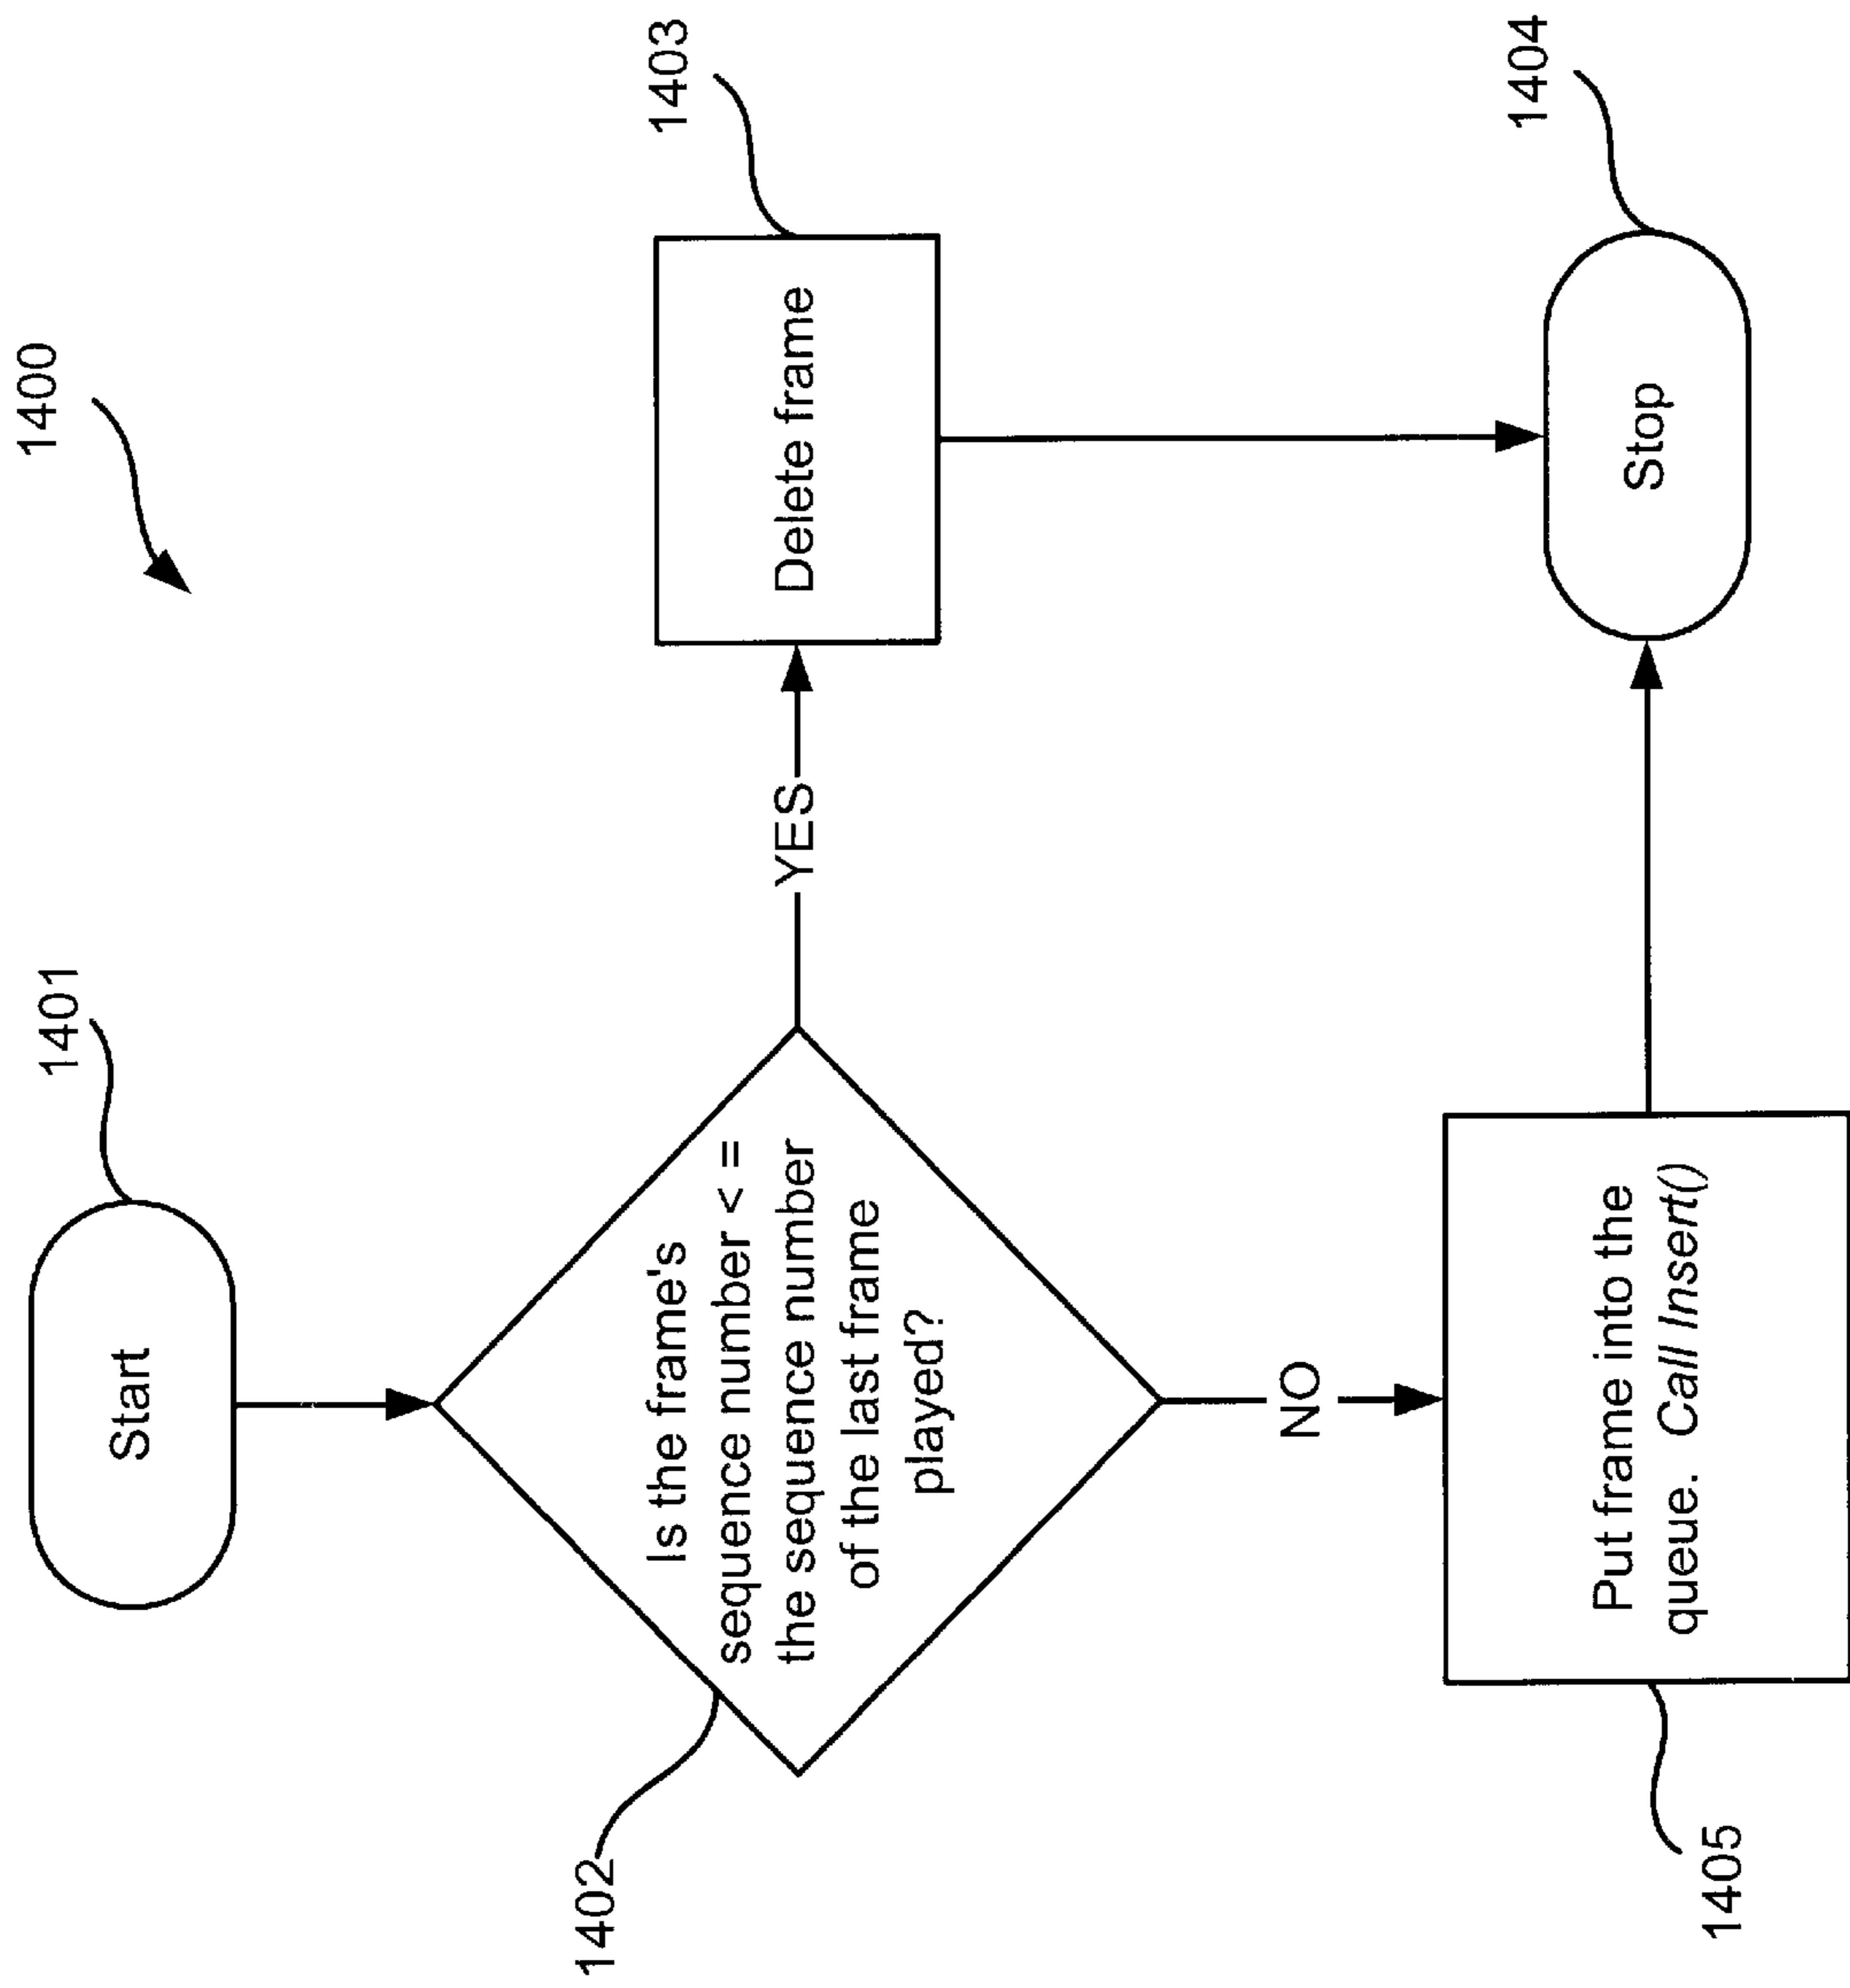 1400
1401
Start
1402
Is the frame's
sequence number < =
the sequence number
of the last frame
played?
YES
1403
Delete frame
NO
1405
Put frame into the
queue. Call Insert()
1404
Stop